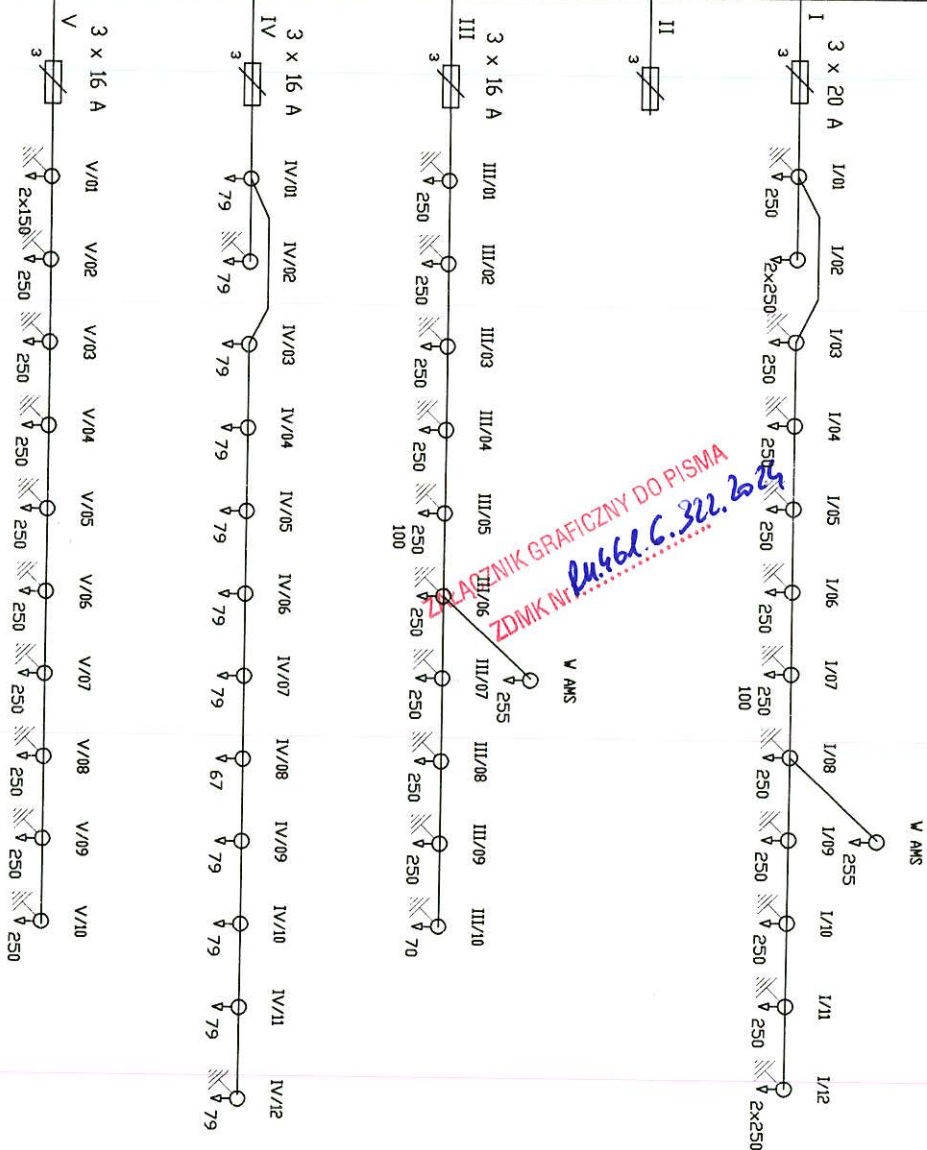 I
3 x 20 A
3
I/01
250
I/02
2x250
I/03
250
I/04
250
I/05
250
I/06
250
I/07
250
100
I/08
250
W AMS
255
I/09
250
I/10
250
I/11
250
I/12
2x250
II
3
III
3 x 16 A
3
III/01
250
III/02
250
III/03
250
III/04
250
III/05
250
100
III/06
250
W AMS
255
III/07
250
III/08
250
III/09
250
III/10
70
ZAŁĄCZNIK GRAFICZNY DO PISMA
ZDMK Nr RU.461.6.322.2024
IV
3 x 16 A
3
IV/01
79
IV/02
79
IV/03
79
IV/04
79
IV/05
79
IV/06
79
IV/07
79
IV/08
67
IV/09
79
IV/10
79
IV/11
79
IV/12
79
V
3 x 16 A
3
V/01
2x150
V/02
250
V/03
250
V/04
250
V/05
250
V/06
250
V/07
250
V/08
250
V/09
250
V/10
250